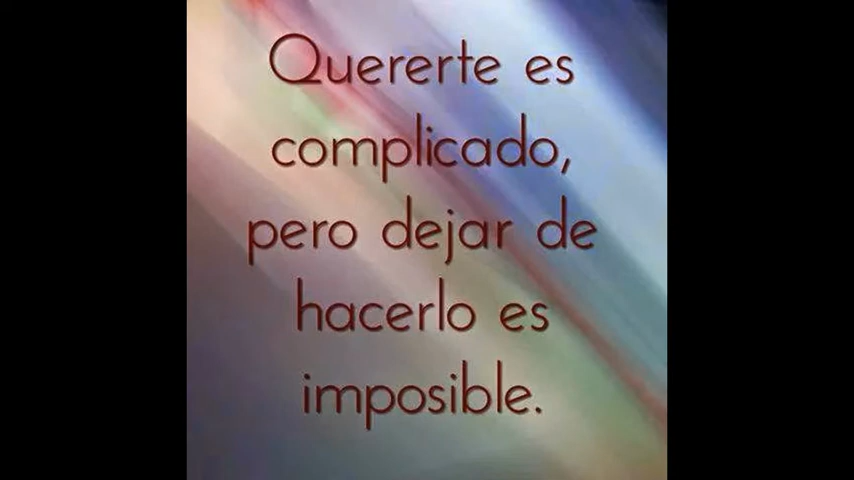 Quererte es
complicado,
pero dejar de
hacerlo es
imposible.